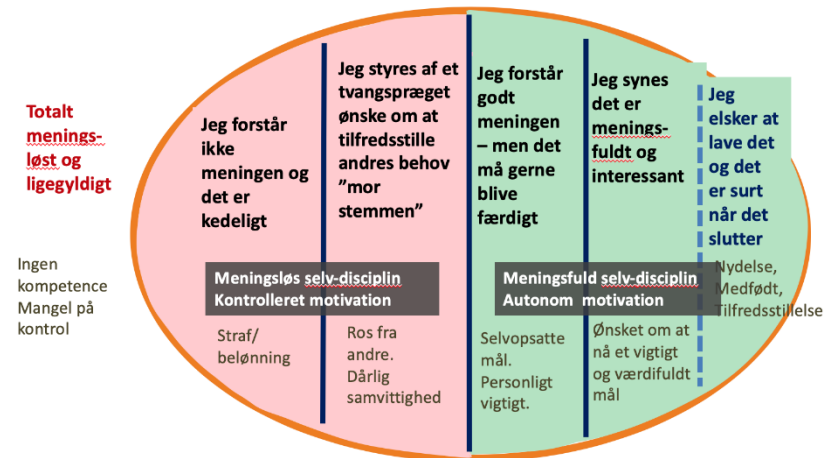 Totalt
menings-
løst og
ligegyldigt
Ingen
kompetence
Mangel på
kontrol
Jeg forstår
ikke
meningen og
det er
kedeligt
Jeg styres af et
tvangspræget
ønske om at
tilfredsstille
andres behov
”mor
stemmen”
Meningsløs selv-disciplin
Kontrolleret motivation
Straf/
belønning
Ros fra
andre.
Dårlig
samvittighed
Jeg forstår
godt
meningen
– men det
må gerne
blive
færdigt
Jeg synes
det er
menings-
fuldt og
interessant
Meningsfuld selv-disciplin
Autonom motivation
Selvopsatte
mål.
Personligt
vigtigt.
Ønsket om at
nå et vigtigt
og værdifuldt
mål
Jeg
elsker at
lave det
og det
er surt
når det
slutter
Nydelse,
Medfødt,
Tilfredsstillelse